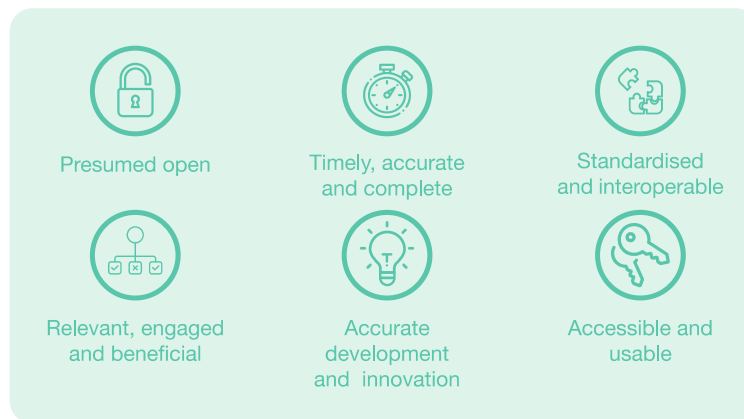 Presumed open
Timely, accurate
and complete
Standardised
and interoperable
Relevant, engaged
and beneficial
Accurate
development
and innovation
Accessible and
usable